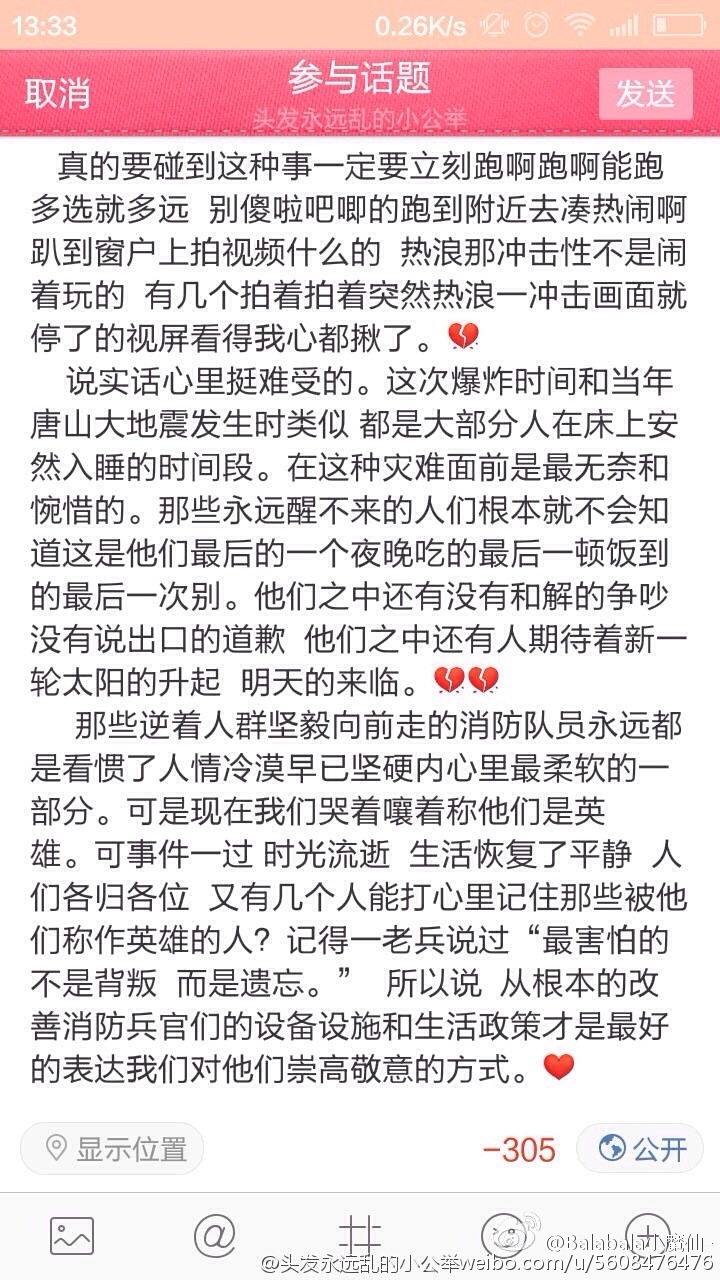 13:33 0.26K/s
取消 参与话题 发送
头发永远乱的小公举
真的要碰到这种事一定要立刻跑啊跑啊能跑
多选就多远 别傻啦吧唧的跑到附近去凑热闹啊
趴到窗户上拍视频什么的 热浪那冲击性不是闹
着玩的 有几个拍着拍着突然热浪一冲击画面就
停了的视屏看得我心都揪了。💔
说实话心里挺难受的。这次爆炸时间和当年
唐山大地震发生时类似 都是大部分人在床上安
然入睡的时间段。在这种灾难面前是最无奈和
惋惜的。那些永远醒不来的人们根本就不会知
道这是他们最后的一个夜晚吃的最后一顿饭到
的最后一次别。他们之中还有没有和解的争吵
没有说出口的道歉 他们之中还有人期待着新一
轮太阳的升起 明天的来临。💔💔
那些逆着人群坚毅向前走的消防队员永远都
是看惯了人情冷漠早已坚硬内心里最柔软的一
部分。可是现在我们哭着嚷着称他们是英
雄。可事件一过 时光流逝 生活恢复了平静 人
们各归各位 又有几个人能打心里记住那些被他
们称作英雄的人？记得一老兵说过“最害怕的
不是背叛 而是遗忘。” 所以说 从根本的改
善消防兵官们的设备设施和生活政策才是最好
的表达我们对他们崇高敬意的方式。❤
显示位置 -305 公开
@Balabala小磨仙·
@头发永远乱的小公举weibo.com/u/5608476476